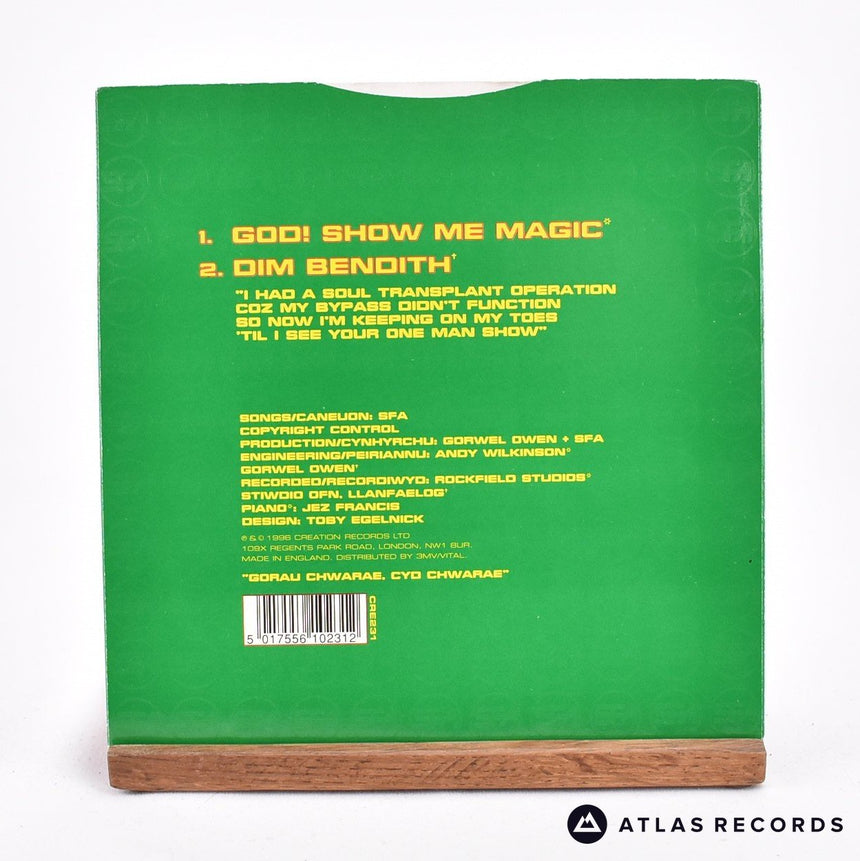 1. GOD! SHOW ME MAGIC*
2. DIM BENDITH†
"I HAD A SOUL TRANSPLANT OPERATION
COZ MY BYPASS DIDN'T FUNCTION
SO NOW I'M KEEPING ON MY TOES
'TIL I SEE YOUR ONE MAN SHOW"
SONGS/CANEUON: SFA
COPYRIGHT CONTROL
PRODUCTION/CYNHYRCHU: GORWEL OWEN + SFA
ENGINEERING/PEIRIANNU: ANDY WILKINSON*
GORWEL OWEN†
RECORDED/RECORDIWYD: ROCKFIELD STUDIOS*
STIWDIO OFN, LLANFAELOG†
PIANO*: JEZ FRANCIS
DESIGN: TOBY EGELNICK
℗ & © 1996 CREATION RECORDS LTD
109X REGENTS PARK ROAD, LONDON, NW1 8UR.
MADE IN ENGLAND. DISTRIBUTED BY 3MV/VITAL.
"GORAU CHWARAE, CYD CHWARAE"
5 017556 102312
CRE231
ATLAS RECORDS